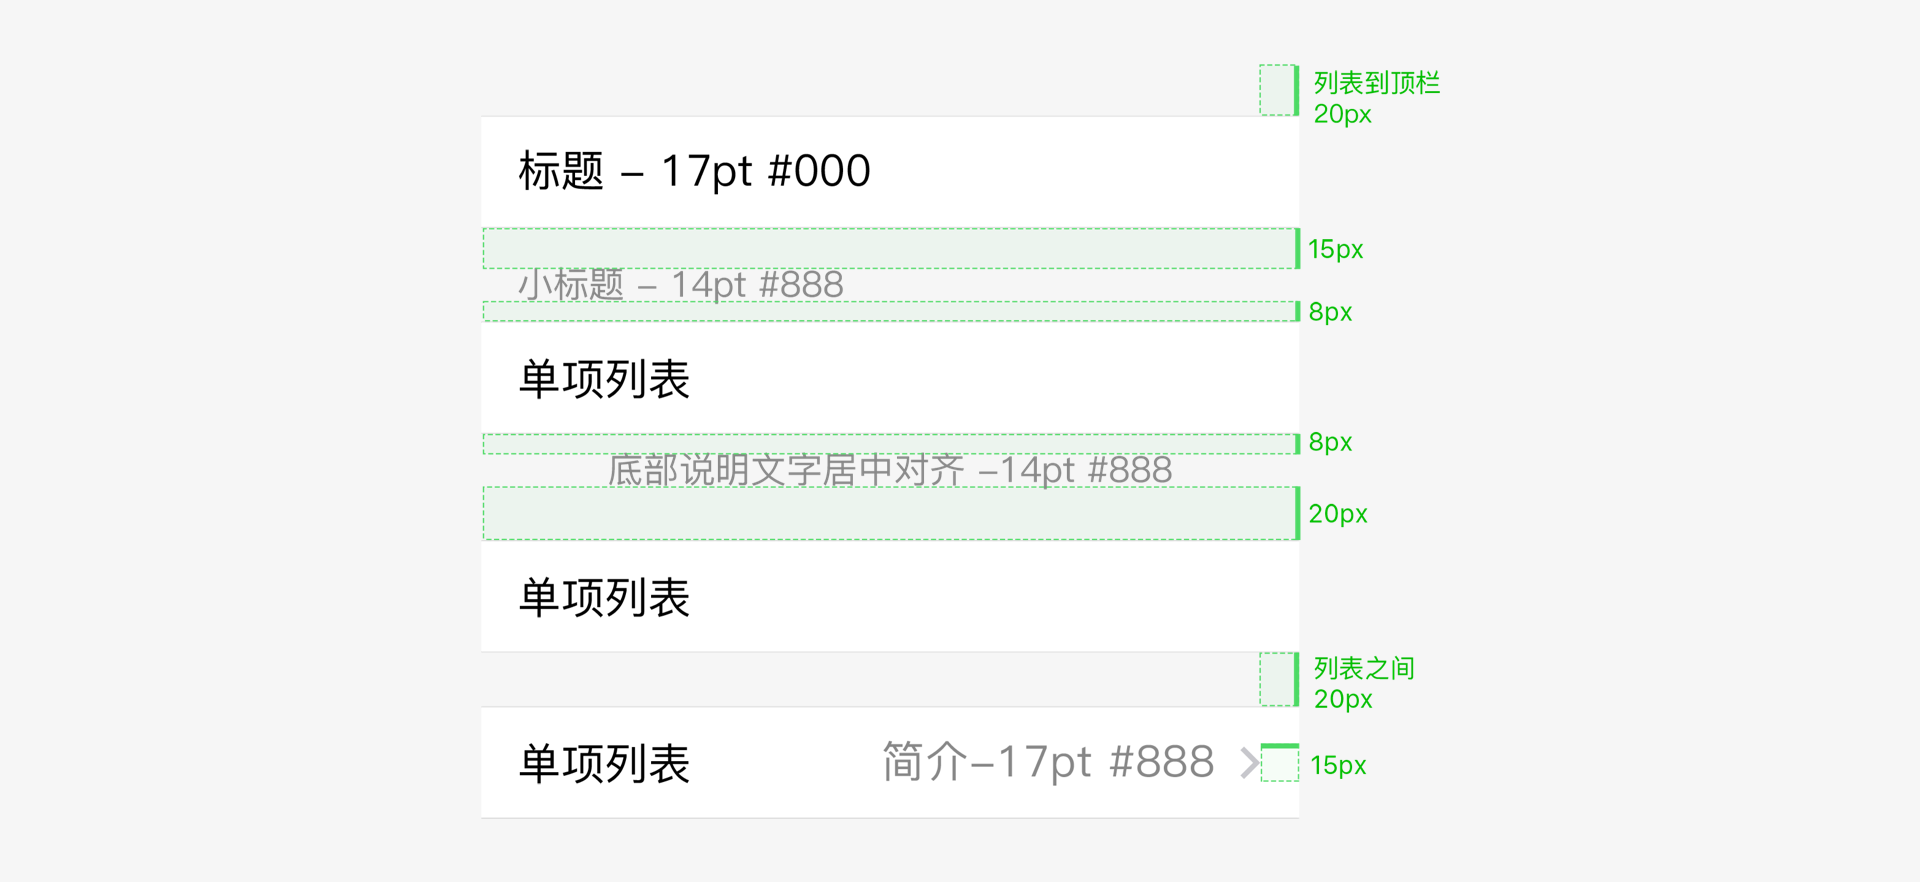 列表到顶栏
20px
标题 – 17pt #000
15px
小标题 – 14pt #888
8px
单项列表
8px
底部说明文字居中对齐 –14pt #888
20px
单项列表
列表之间
20px
单项列表 简介–17pt #888
15px